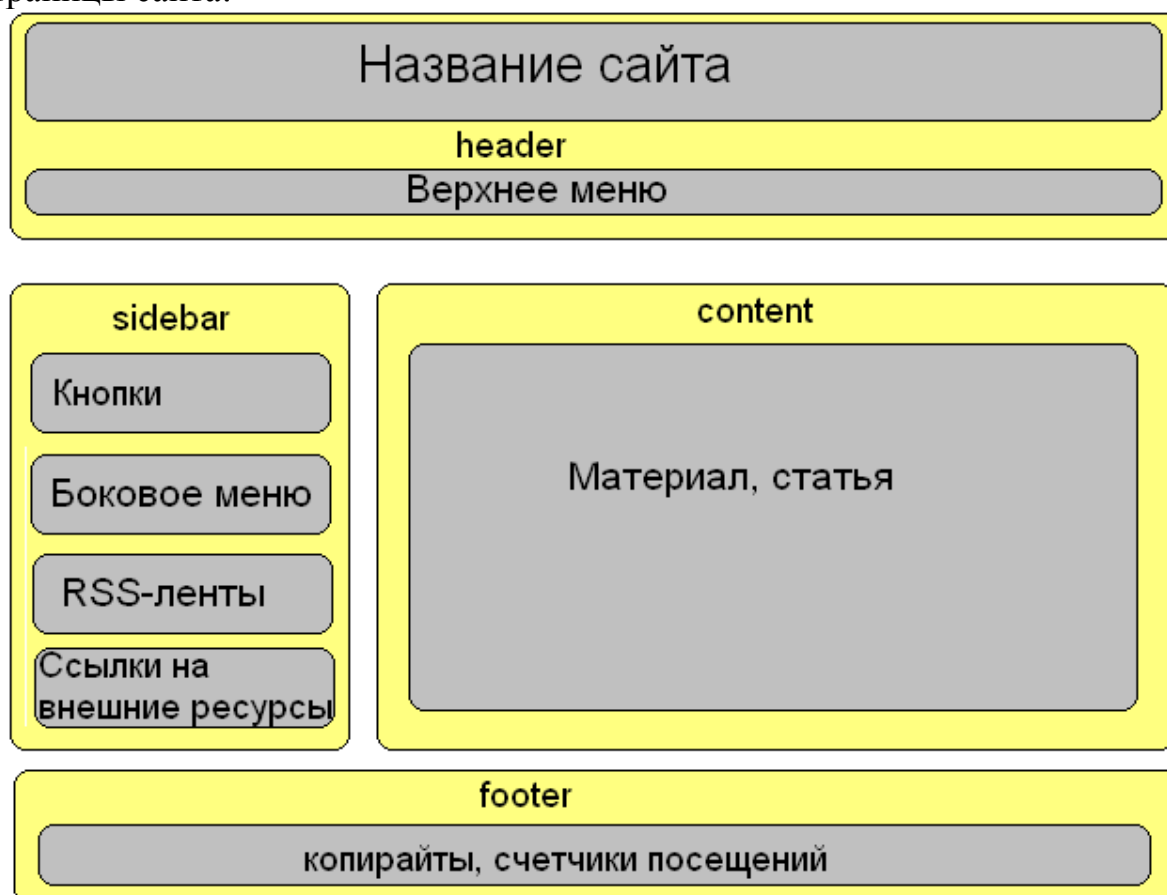 Название сайта
header
Верхнее меню
sidebar
Кнопки
Боковое меню
RSS-ленты
Ссылки на
внешние ресурсы
content
Материал, статья
footer
копирайты, счетчики посещений